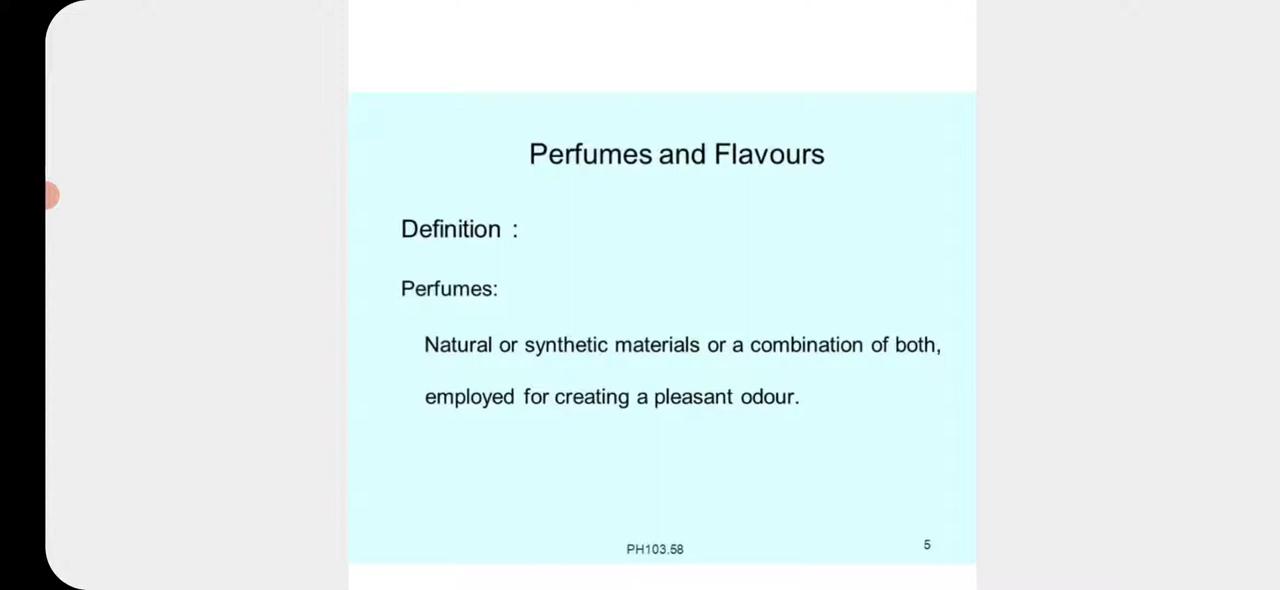 Perfumes and Flavours
Definition :
Perfumes:
Natural or synthetic materials or a combination of both,
employed for creating a pleasant odour.
PH103.58
5